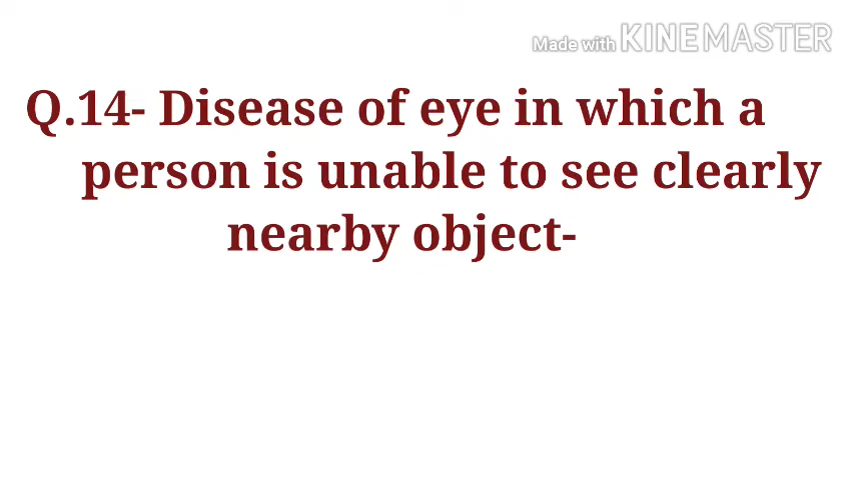 Made with KINEMASTER
Q.14- Disease of eye in which a
person is unable to see clearly
nearby object-